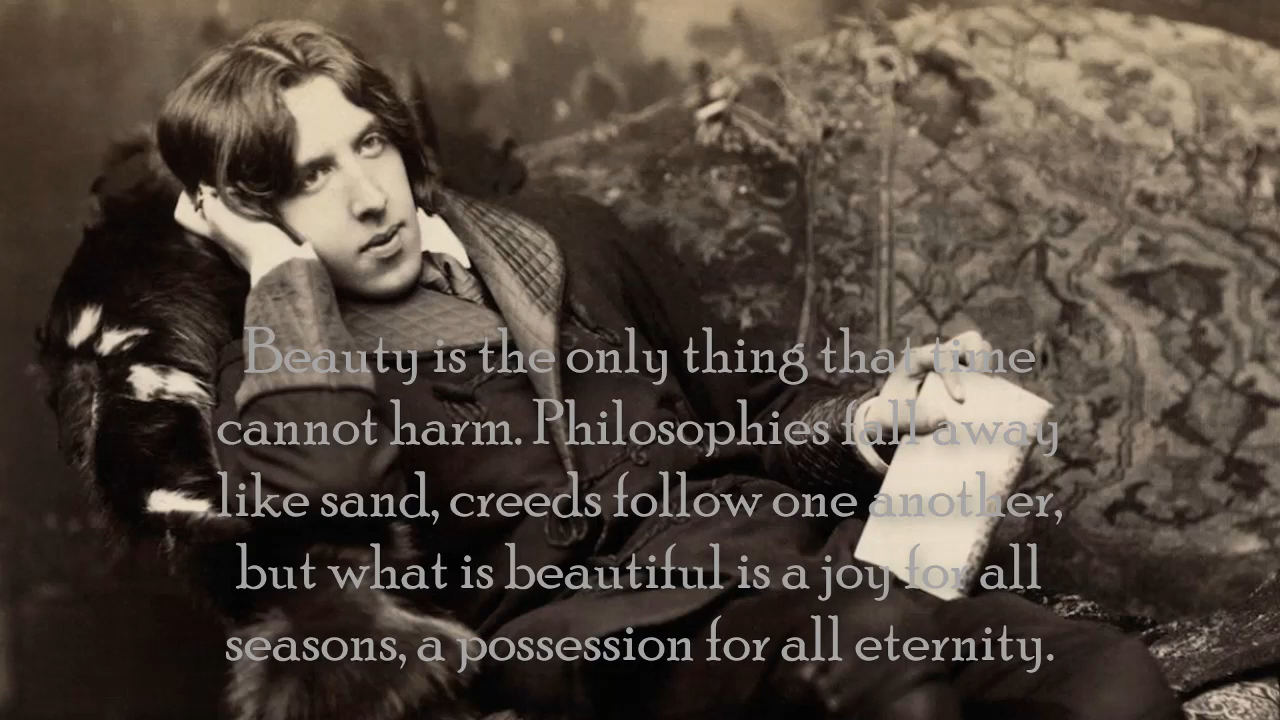 Beauty is the only thing that time
cannot harm. Philosophies fall away
like sand, creeds follow one another,
but what is beautiful is a joy for all
seasons, a possession for all eternity.